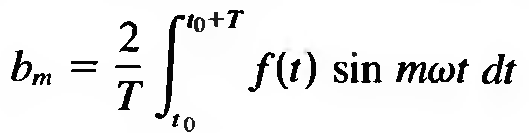 b_m = \frac{2}{T} \int_{t_0}^{t_0+T} f(t) \sin m\omega t \, dt